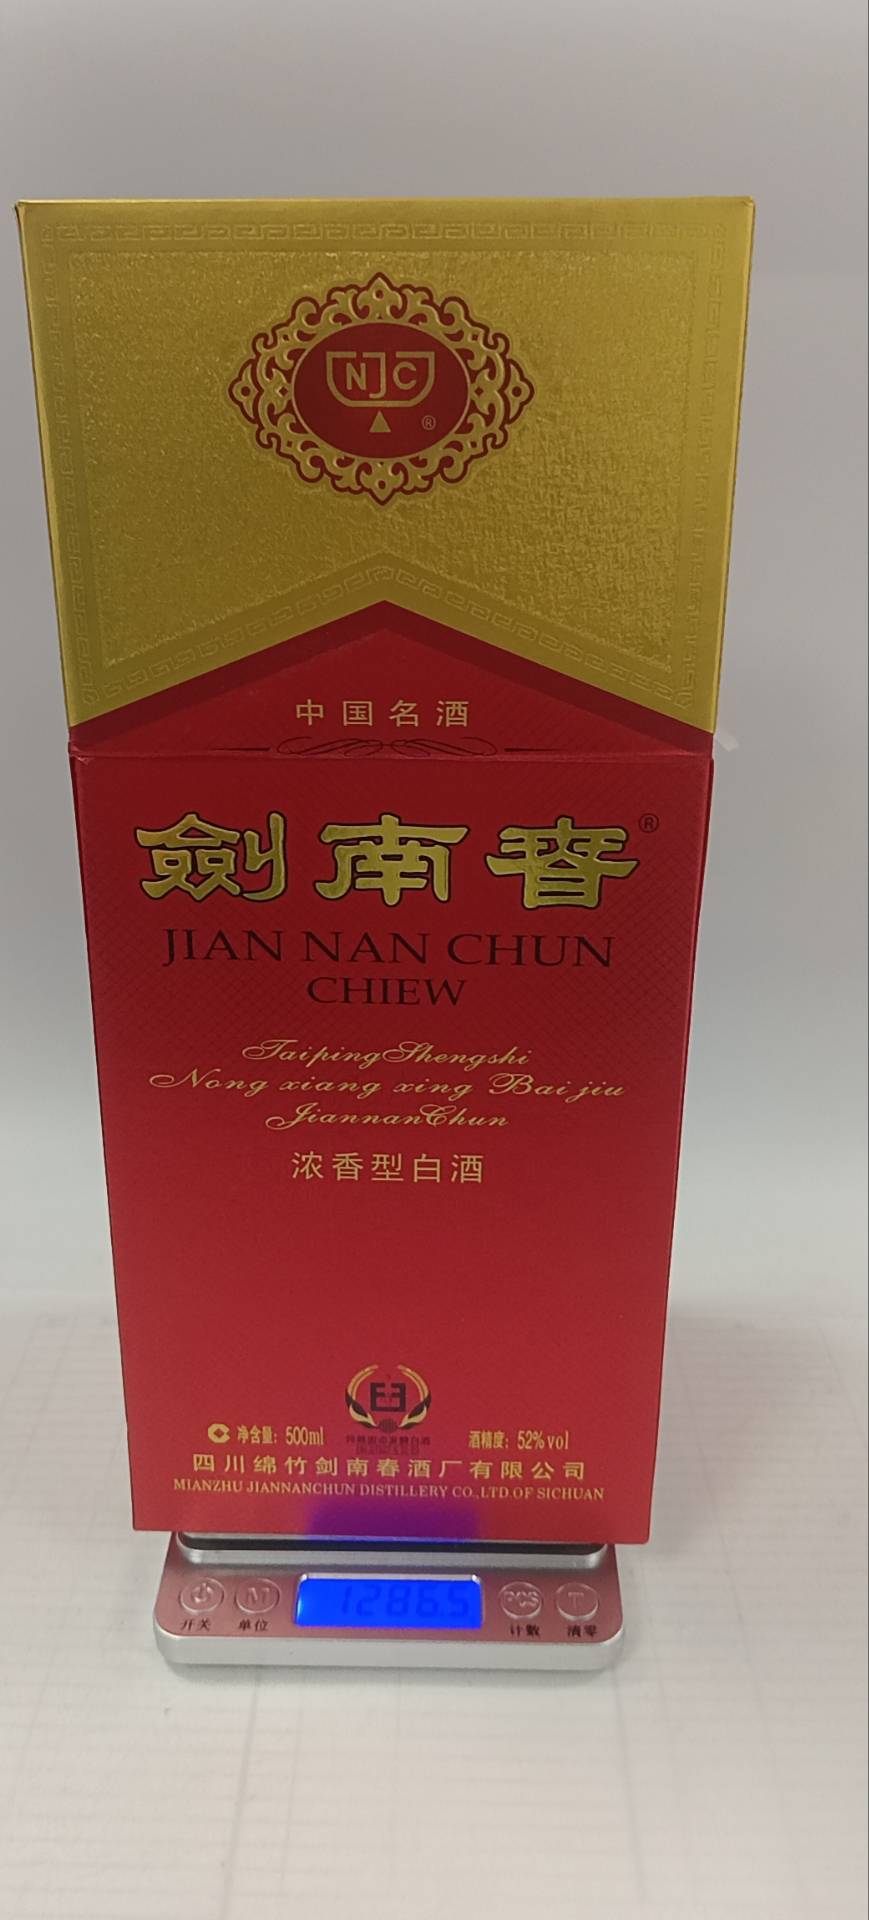 NJC
®
中国名酒
劍南春®
JIAN NAN CHUN
CHIEW
TaipingShengshi
Nong xiang xing Bai jiu
JiannanChun
浓香型白酒
净含量: 500ml 酒精度: 52%vol
四川绵竹剑南春酒厂有限公司
MIANZHU JIANNANCHUN DISTILLERY CO.,LTD.OF SICHUAN
M 1286.5 PCS T
开关 单位 计数 清零